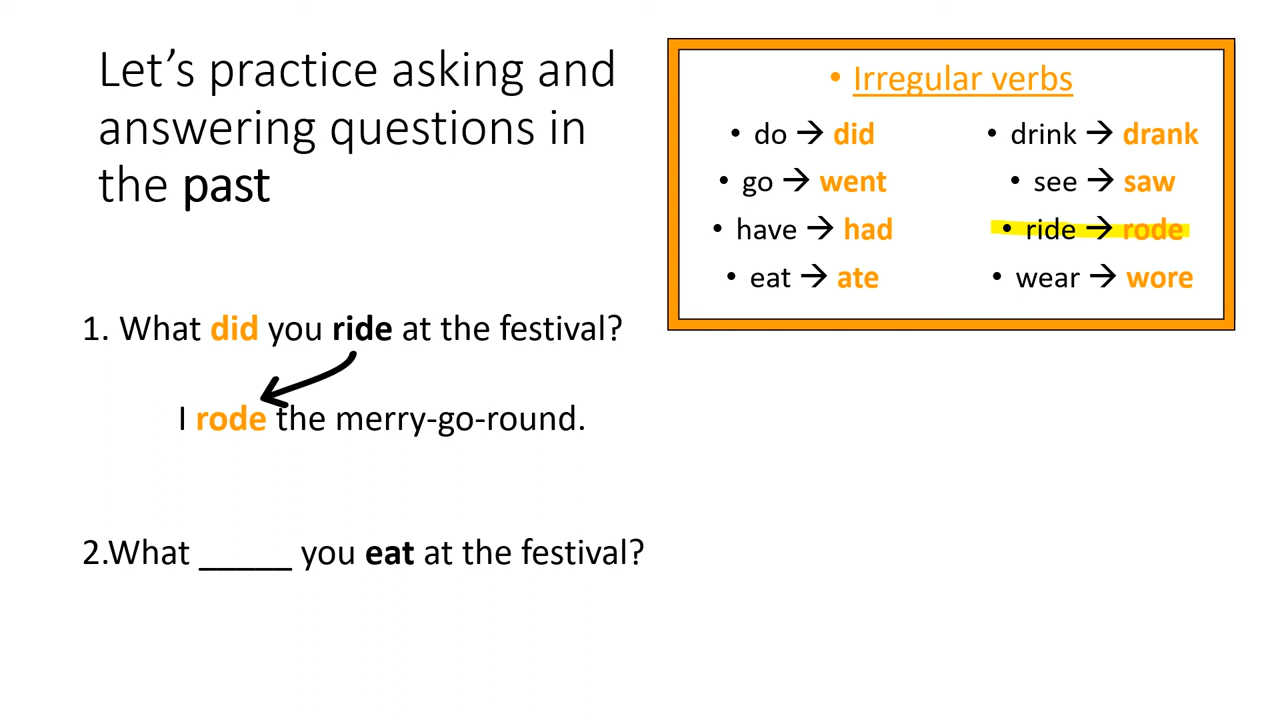 Let’s practice asking and
answering questions in
the past
• Irregular verbs
• do → did
• go → went
• have → had
• eat → ate
• drink → drank
• see → saw
• ride → rode
• wear → wore
1. What did you ride at the festival?
I rode the merry-go-round.
2.What _____ you eat at the festival?